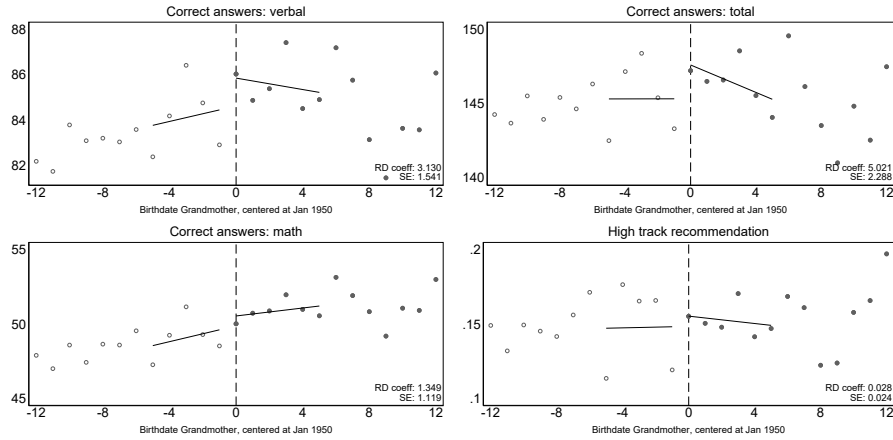 Correct answers: verbal
88
86
84
82
RD coeff: 3.130
SE: 1.541
-12 -8 -4 0 4 8 12
Birthdate Grandmother, centered at Jan 1950
Correct answers: total
150
145
140
RD coeff: 5.021
SE: 2.288
-12 -8 -4 0 4 8 12
Birthdate Grandmother, centered at Jan 1950
Correct answers: math
55
50
45
RD coeff: 1.349
SE: 1.119
-12 -8 -4 0 4 8 12
Birthdate Grandmother, centered at Jan 1950
High track recommendation
.2
.15
.1
RD coeff: 0.028
SE: 0.024
-12 -8 -4 0 4 8 12
Birthdate Grandmother, centered at Jan 1950